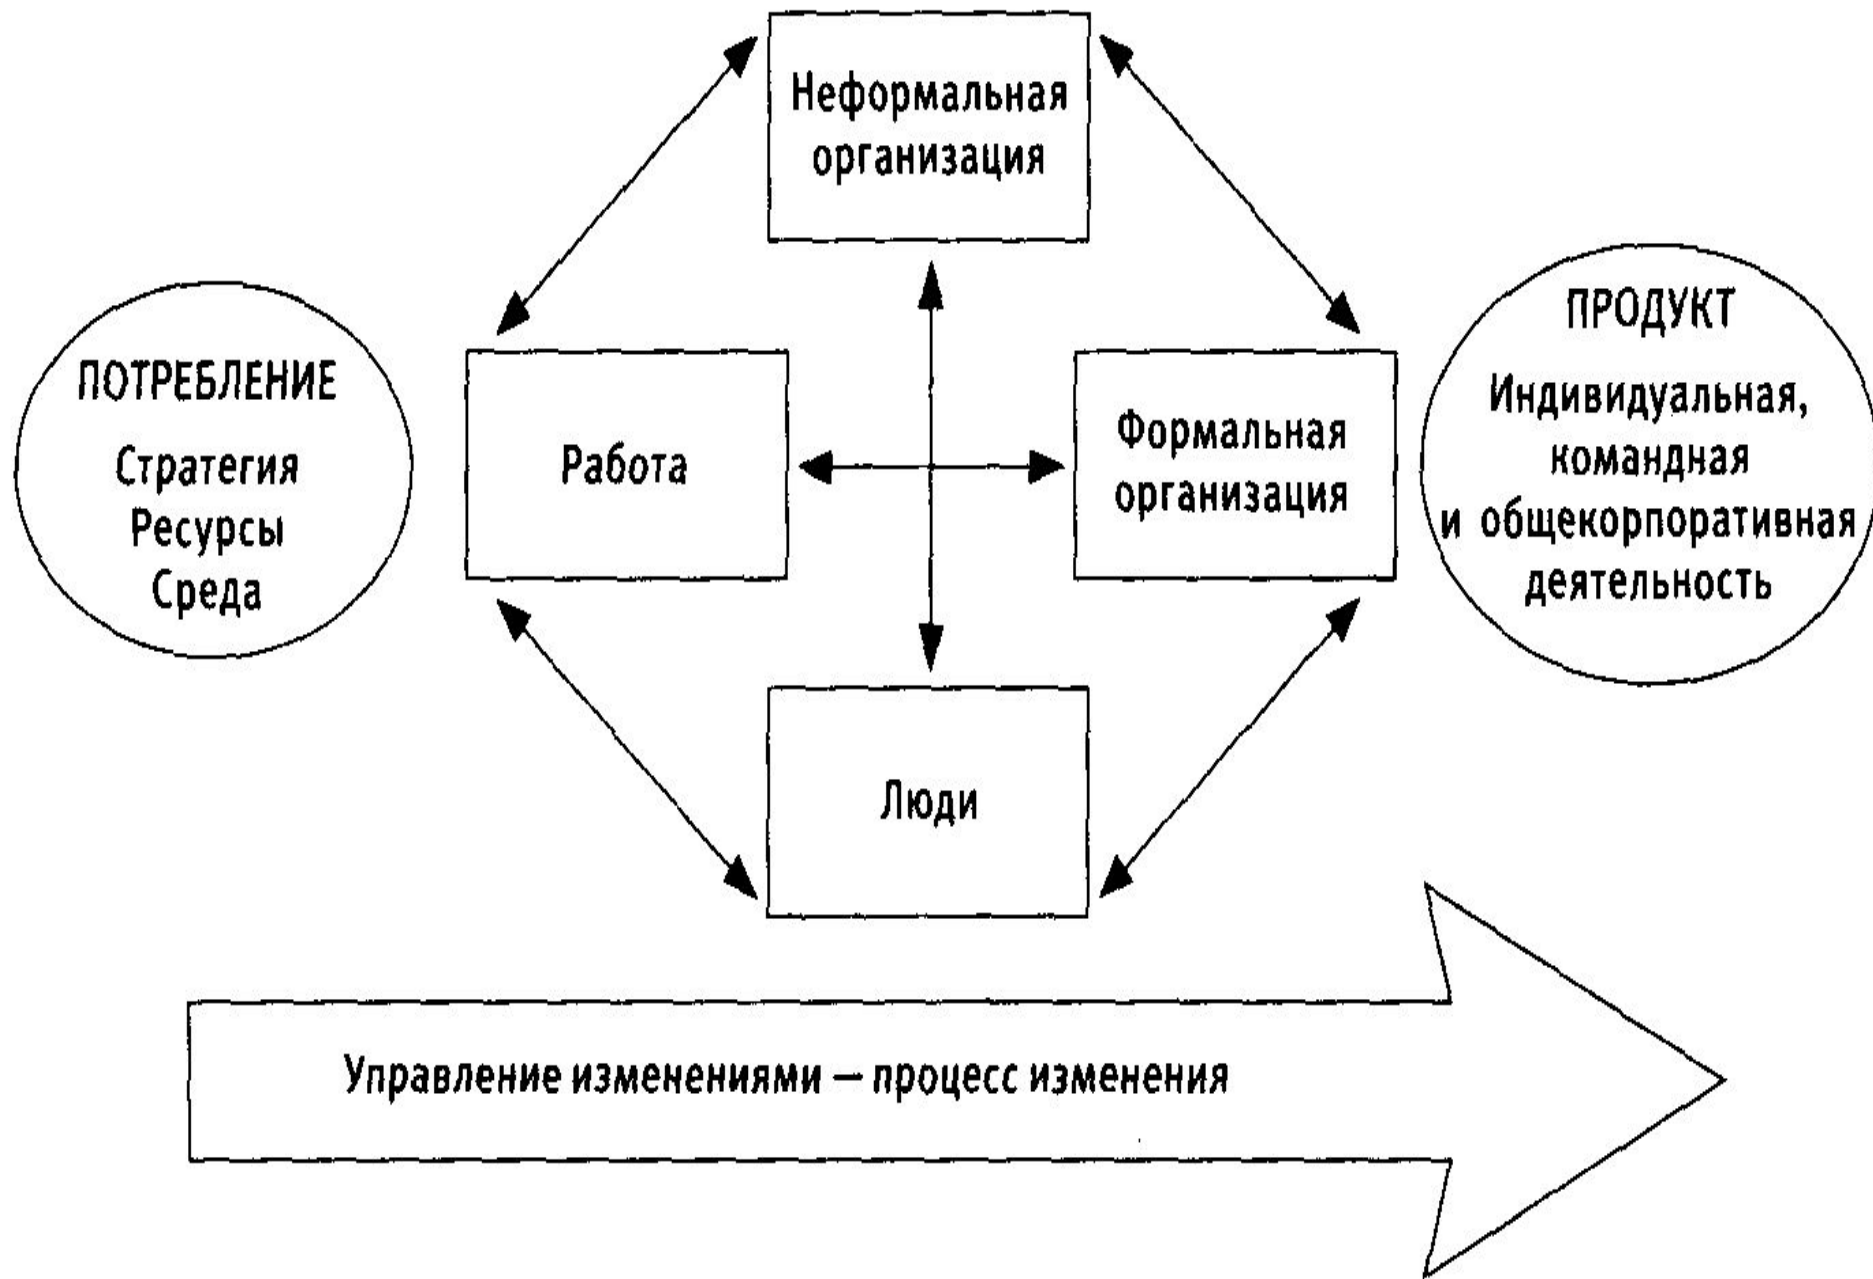 Неформальная
организация
ПОТРЕБЛЕНИЕ
Стратегия
Ресурсы
Среда
Работа
Формальная
организация
ПРОДУКТ
Индивидуальная,
командная
и общекорпоративная
деятельность
Люди
Управление изменениями — процесс изменения